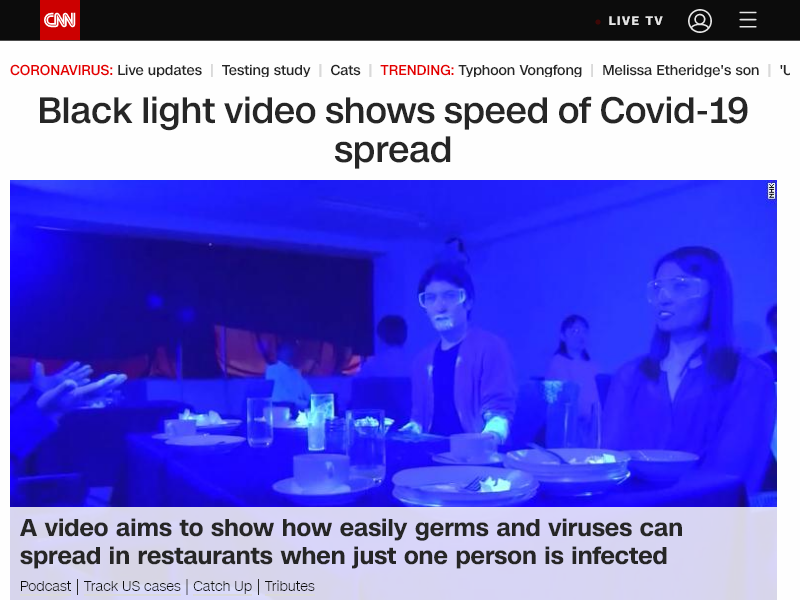 CNN
LIVE TV
CORONAVIRUS: Live updates | Testing study | Cats | TRENDING: Typhoon Vongfong | Melissa Etheridge's son | 'U
Black light video shows speed of Covid-19
spread
NHK
A video aims to show how easily germs and viruses can
spread in restaurants when just one person is infected
Podcast | Track US cases | Catch Up | Tributes